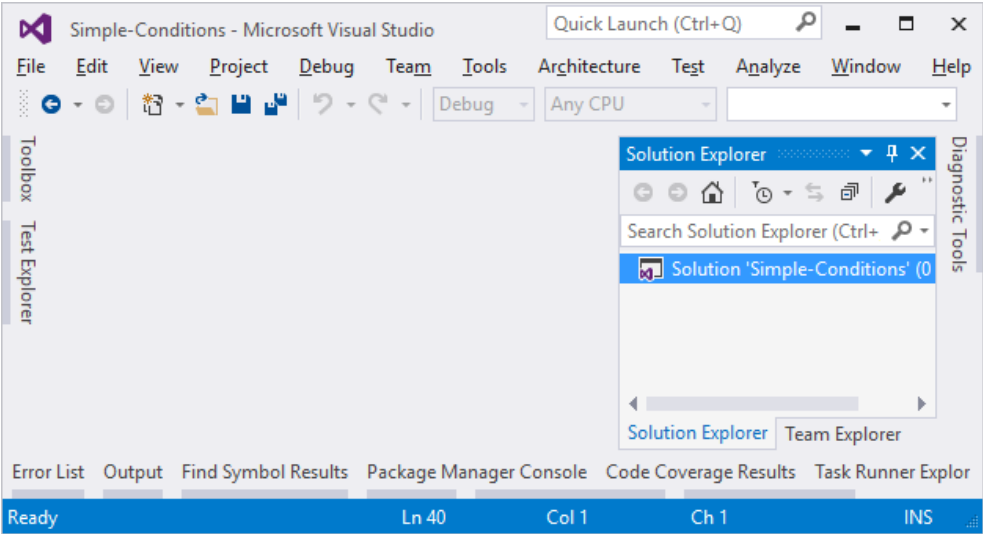 Simple-Conditions - Microsoft Visual Studio
Quick Launch (Ctrl+Q)
File Edit View Project Debug Team Tools Architecture Test Analyze Window Help
Debug Any CPU
Toolbox
Test Explorer
Solution Explorer
Search Solution Explorer (Ctrl+
Solution 'Simple-Conditions' (0
Solution Explorer Team Explorer
Diagnostic Tools
Error List Output Find Symbol Results Package Manager Console Code Coverage Results Task Runner Explor
Ready Ln 40 Col 1 Ch 1 INS